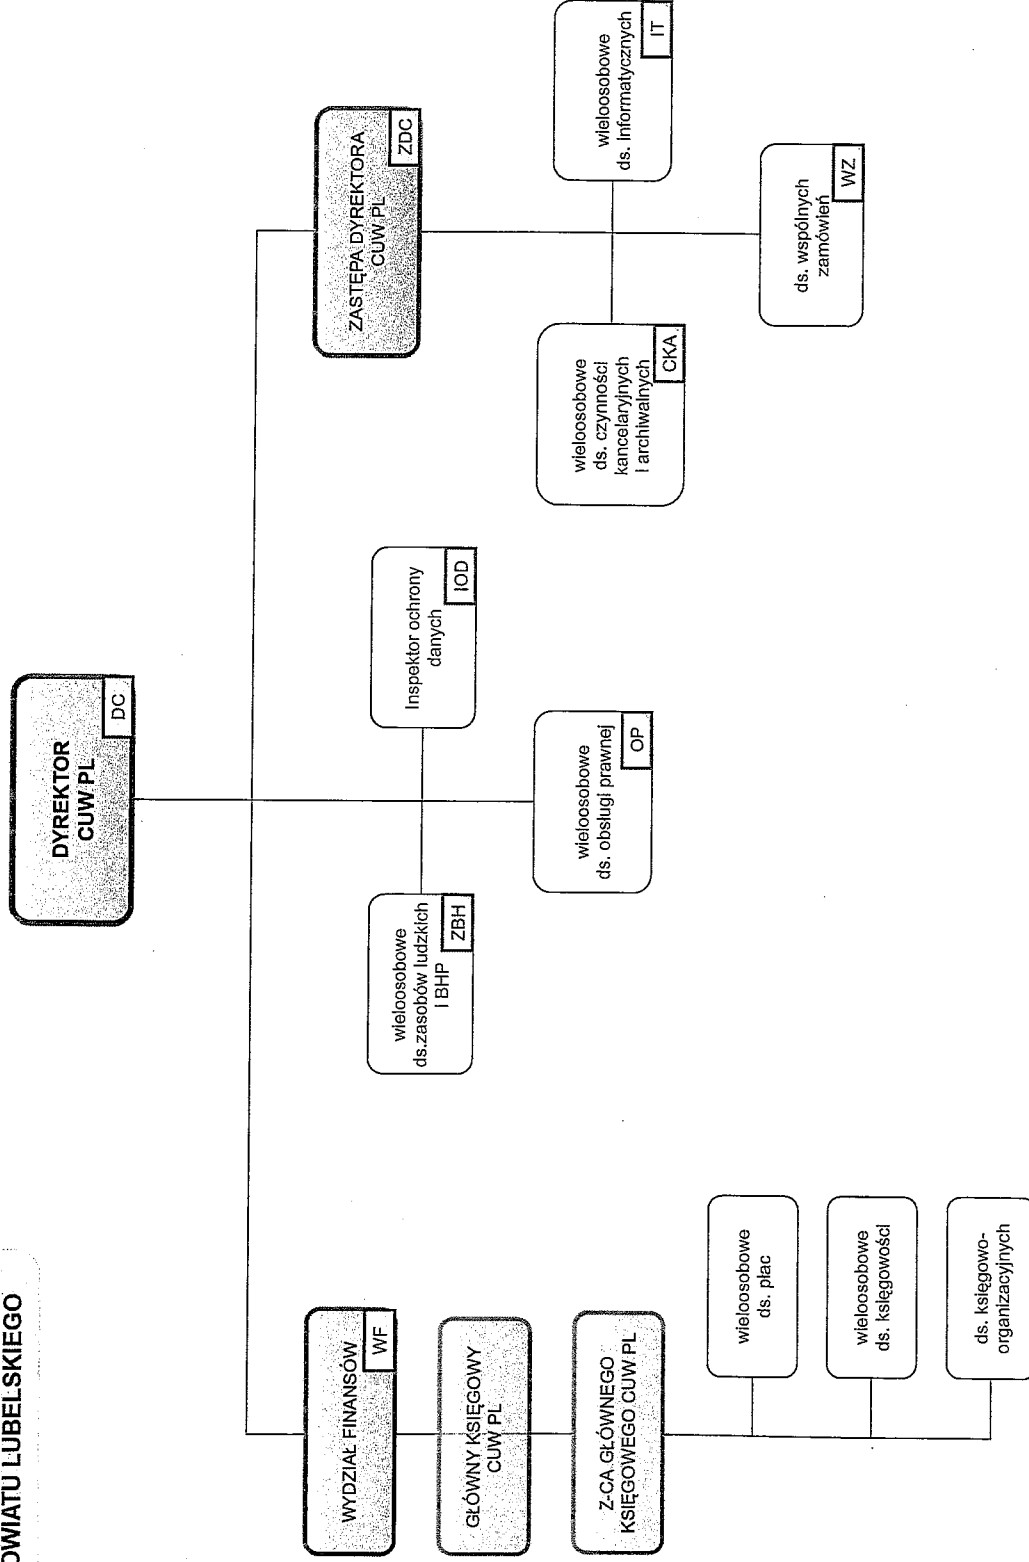 OWIATU LUBELSKIEGO
DYREKTOR
CUW PL
DC
WYDZIAŁ FINANSÓW
WF
GŁÓWNY KSIĘGOWY
CUW PL
Z-CA GŁÓWNEGO
KSIĘGOWEGO CUW PL
wieloosobowe
ds. płac
wieloosobowe
ds. księgowości
ds. księgowo-
organizacyjnych
wieloosobowe
ds.zasobów ludzkich
I BHP
ZBH
Inspektor ochrony
danych
IOD
wieloosobowe
ds. obsługi prawnej
OP
ZASTĘPA DYREKTORA
CUW PL
ZDC
wieloosobowe
ds. czynności
kancelaryjnych
I archiwalnych
CKA
wieloosobowe
ds. Informatycznych
IT
ds. wspólnych
zamówień
WZ